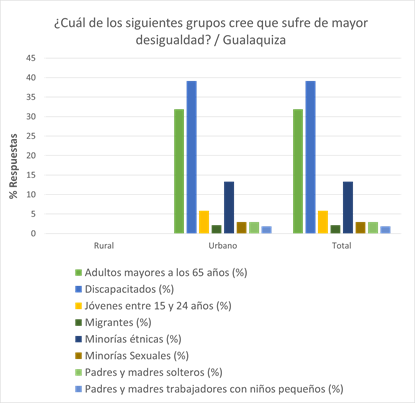 ¿Cuál de los siguientes grupos cree que sufre de mayor
desigualdad? / Gualaquiza
45
40
35
30
25
20
15
10
5
0
% Respuestas
Rural
Urbano
Total
Adultos mayores a los 65 años (%)
Discapacitados (%)
Jóvenes entre 15 y 24 años (%)
Migrantes (%)
Minorías étnicas (%)
Minorías Sexuales (%)
Padres y madres solteros (%)
Padres y madres trabajadores con niños pequeños (%)